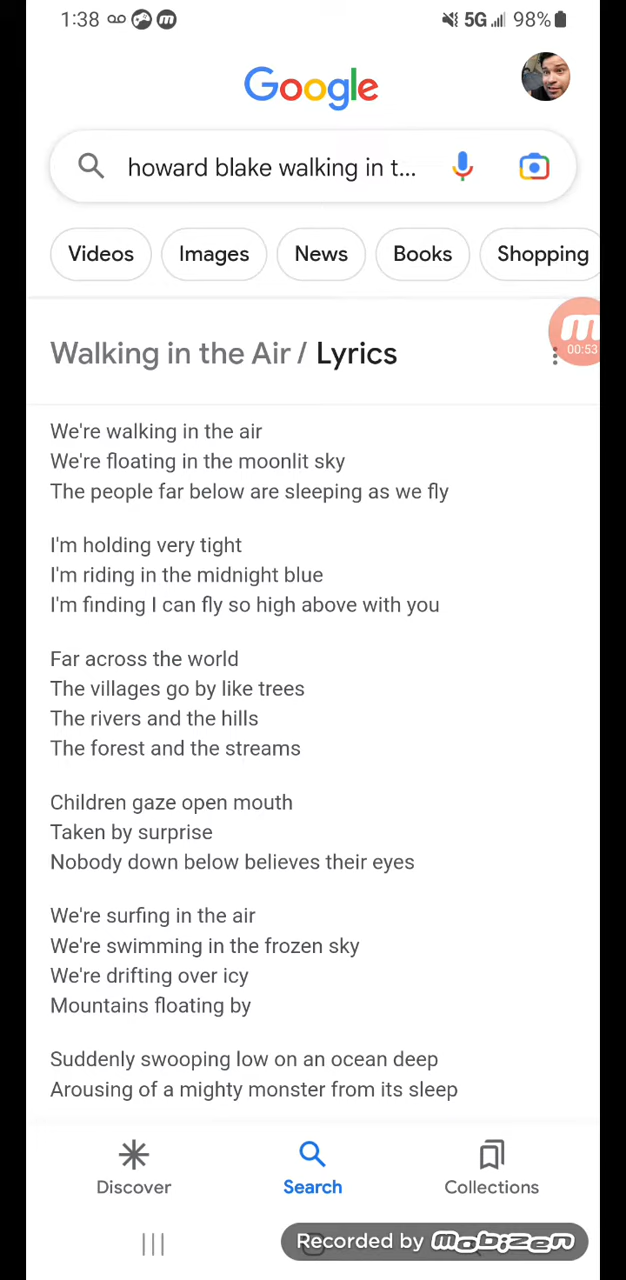 1:38 98%
5G
Google
howard blake walking in t...
Videos Images News Books Shopping
Walking in the Air / Lyrics
m
00:53
We're walking in the air
We're floating in the moonlit sky
The people far below are sleeping as we fly
I'm holding very tight
I'm riding in the midnight blue
I'm finding I can fly so high above with you
Far across the world
The villages go by like trees
The rivers and the hills
The forest and the streams
Children gaze open mouth
Taken by surprise
Nobody down below believes their eyes
We're surfing in the air
We're swimming in the frozen sky
We're drifting over icy
Mountains floating by
Suddenly swooping low on an ocean deep
Arousing of a mighty monster from its sleep
Discover Search Collections
Recorded by mobizen